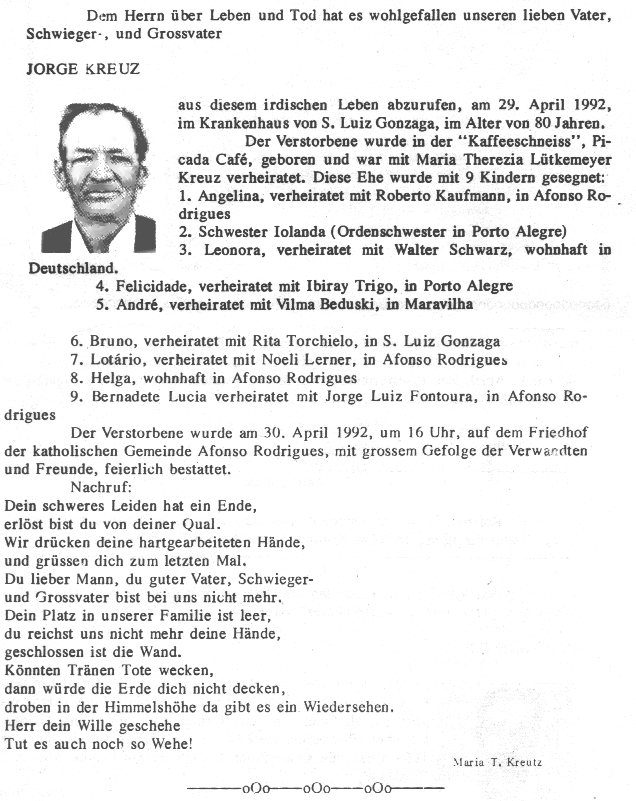 Dem Herrn über Leben und Tod hat es wohlgefallen unseren lieben Vater,
Schwieger-, und Grossvater
JORGE KREUZ
aus diesem irdischen Leben abzurufen, am 29. April 1992,
im Krankenhaus von S. Luiz Gonzaga, im Alter von 80 Jahren.
Der Verstorbene wurde in der "Kaffeeschneiss", Pi-
cada Café, geboren und war mit Maria Therezia Lütkemeyer
Kreuz verheiratet. Diese Ehe wurde mit 9 Kindern gesegnet:
1. Angelina, verheiratet mit Roberto Kaufmann, in Afonso Ro-
drigues
2. Schwester Iolanda (Ordenschwester in Porto Alegre)
3. Leonora, verheiratet mit Walter Schwarz, wohnhaft in
Deutschland.
4. Felicidade, verheiratet mit Ibiray Trigo, in Porto Alegre
5. André, verheiratet mit Vilma Beduski, in Maravilha
6. Bruno, verheiratet mit Rita Torchielo, in S. Luiz Gonzaga
7. Lotário, verheiratet mit Noeli Lerner, in Afonso Rodrigues
8. Helga, wohnhaft in Afonso Rodrigues
9. Bernadete Lucia verheiratet mit Jorge Luiz Fontoura, in Afonso Ro-
drigues
Der Verstorbene wurde am 30. April 1992, um 16 Uhr, auf dem Friedhof
der katholischen Gemeinde Afonso Rodrigues, mit grossem Gefolge der Verwandten
und Freunde, feierlich bestattet.
Nachruf:
Dein schweres Leiden hat ein Ende,
erlöst bist du von deiner Qual.
Wir drücken deine hartgearbeiteten Hände,
und grüssen dich zum letzten Mal.
Du lieber Mann, du guter Vater, Schwieger-
und Grossvater bist bei uns nicht mehr.
Dein Platz in unserer Familie ist leer,
du reichst uns nicht mehr deine Hände,
geschlossen ist die Wand.
Könnten Tränen Tote wecken,
dann würde die Erde dich nicht decken,
droben in der Himmelshöhe da gibt es ein Wiedersehen.
Herr dein Wille geschehe
Tut es auch noch so Wehe!
Maria T. Kreutz
———oOo———oOo———oOo———